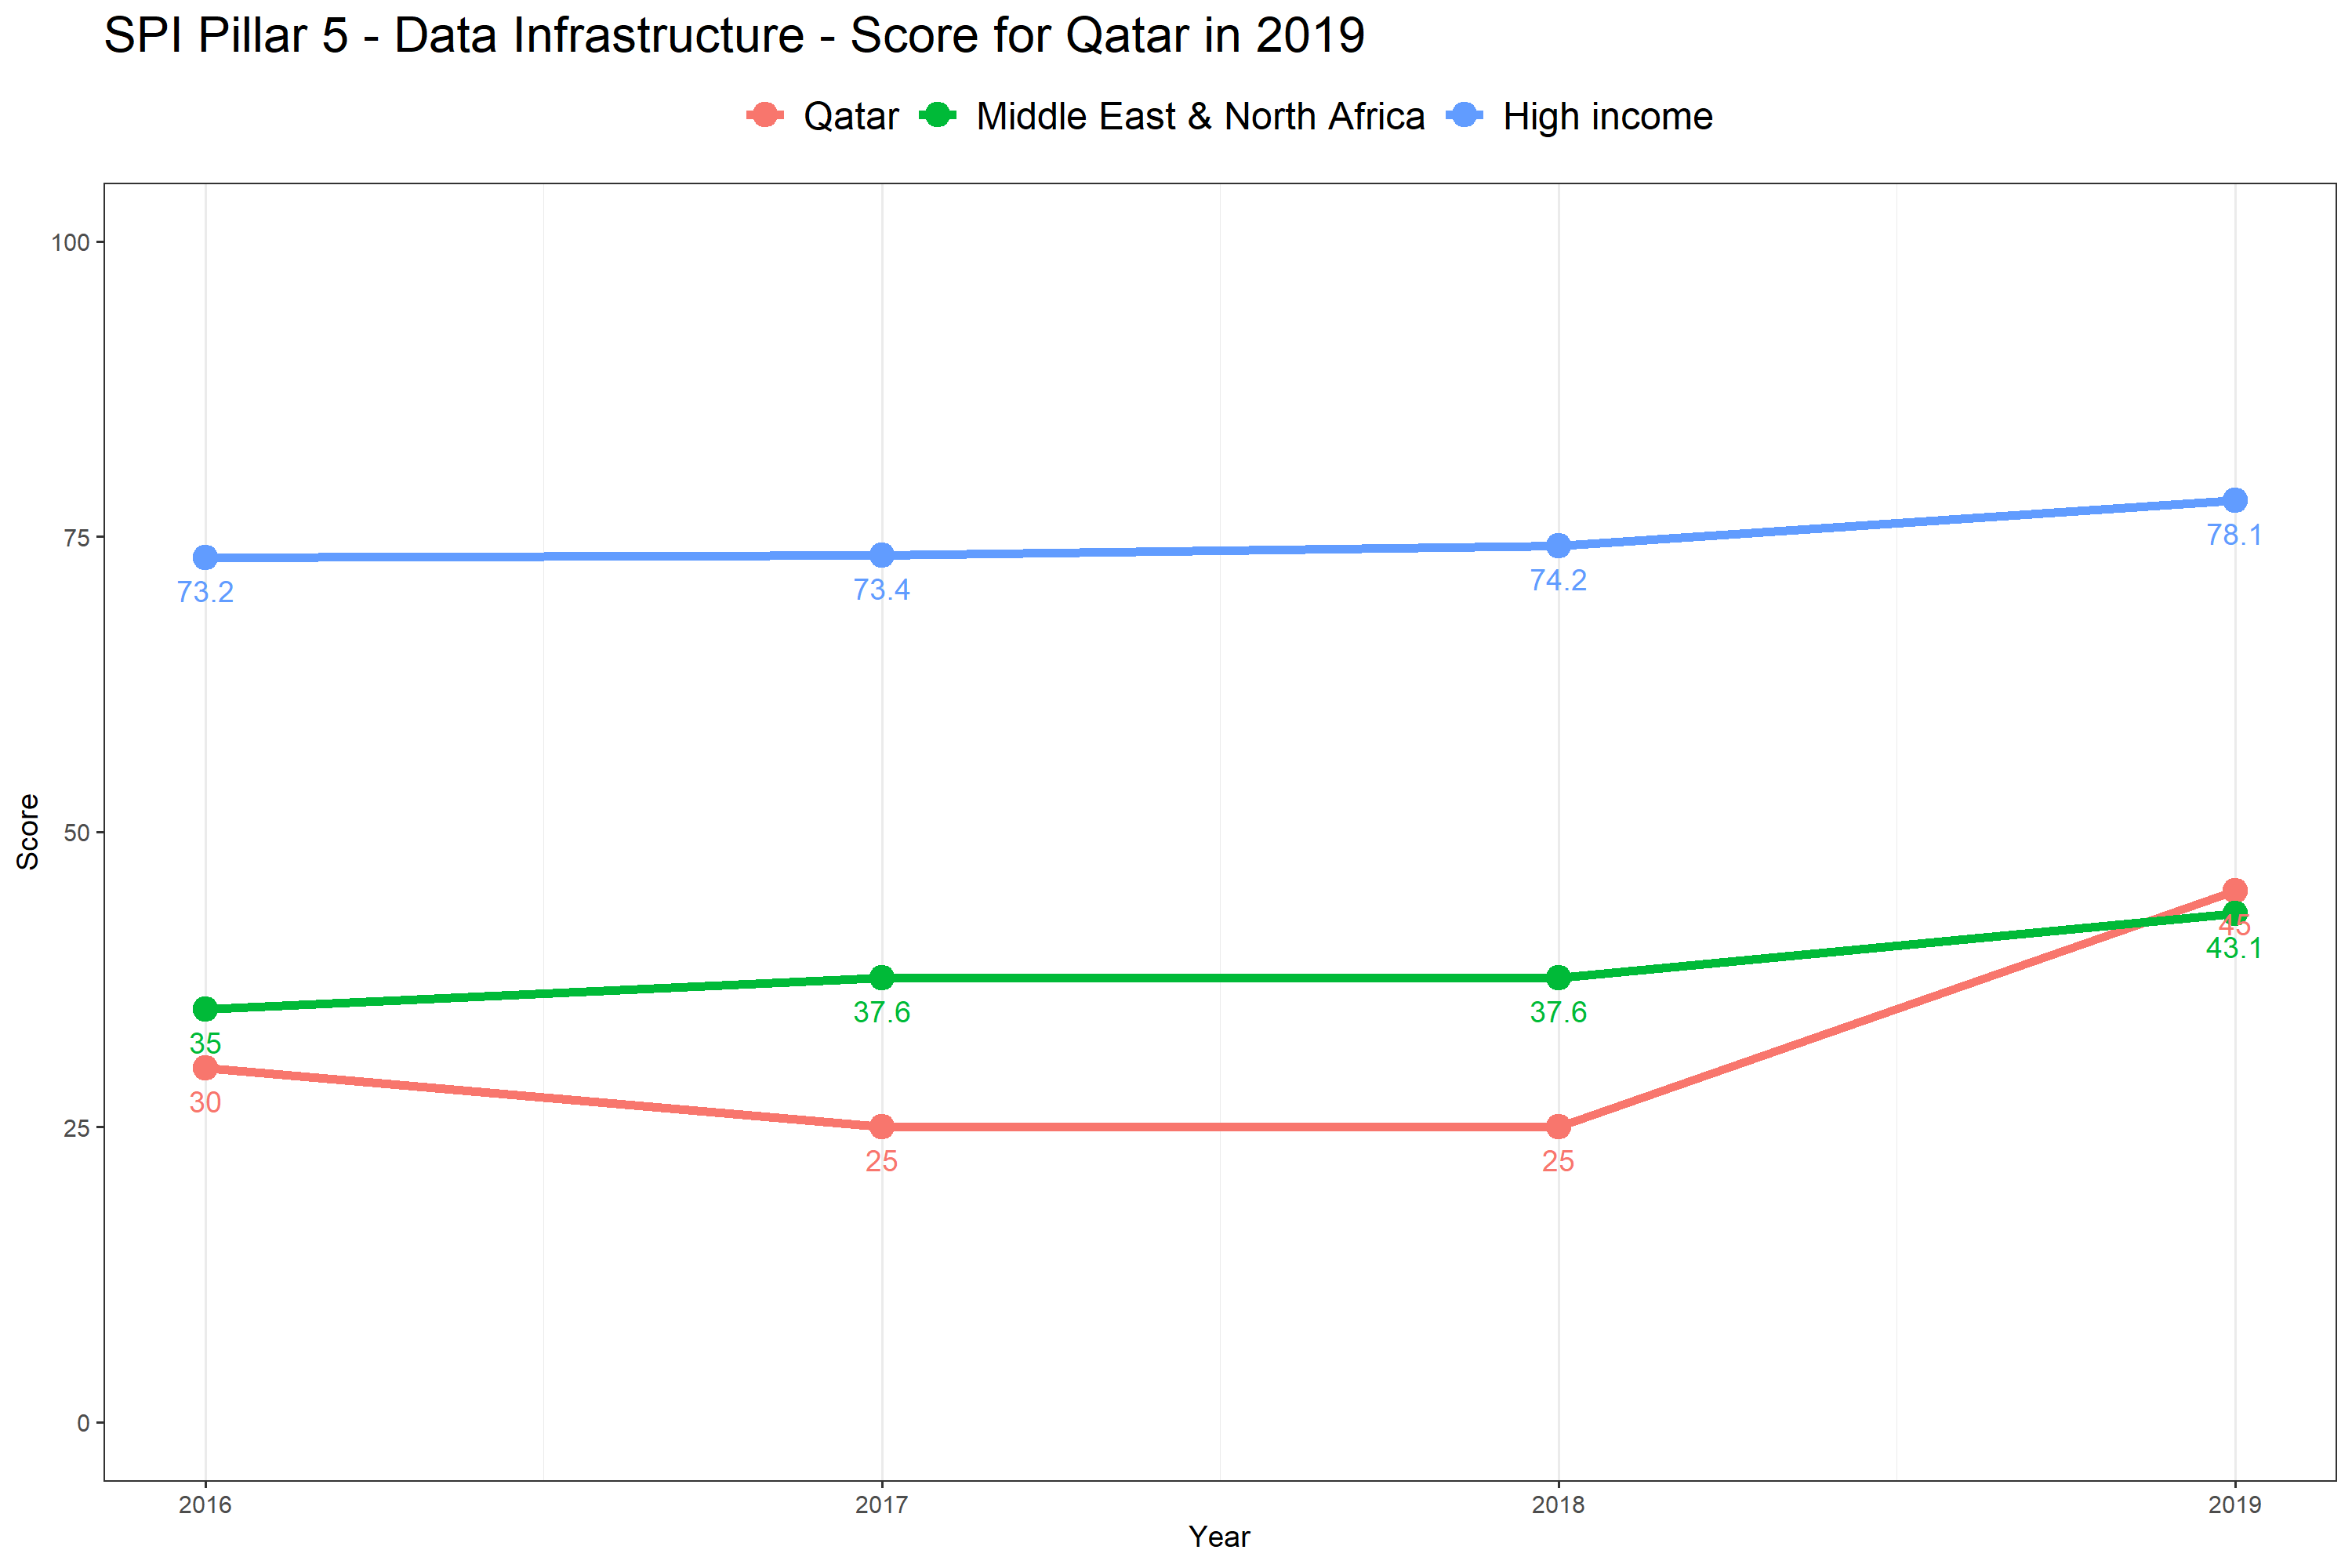 SPI Pillar 5 - Data Infrastructure - Score for Qatar in 2019
Qatar Middle East & North Africa High income
100
75
50
25
0
Score
73.2 73.4 74.2 78.1
35 37.6 37.6 43.1
30 25 25 45
2016 2017 2018 2019
Year